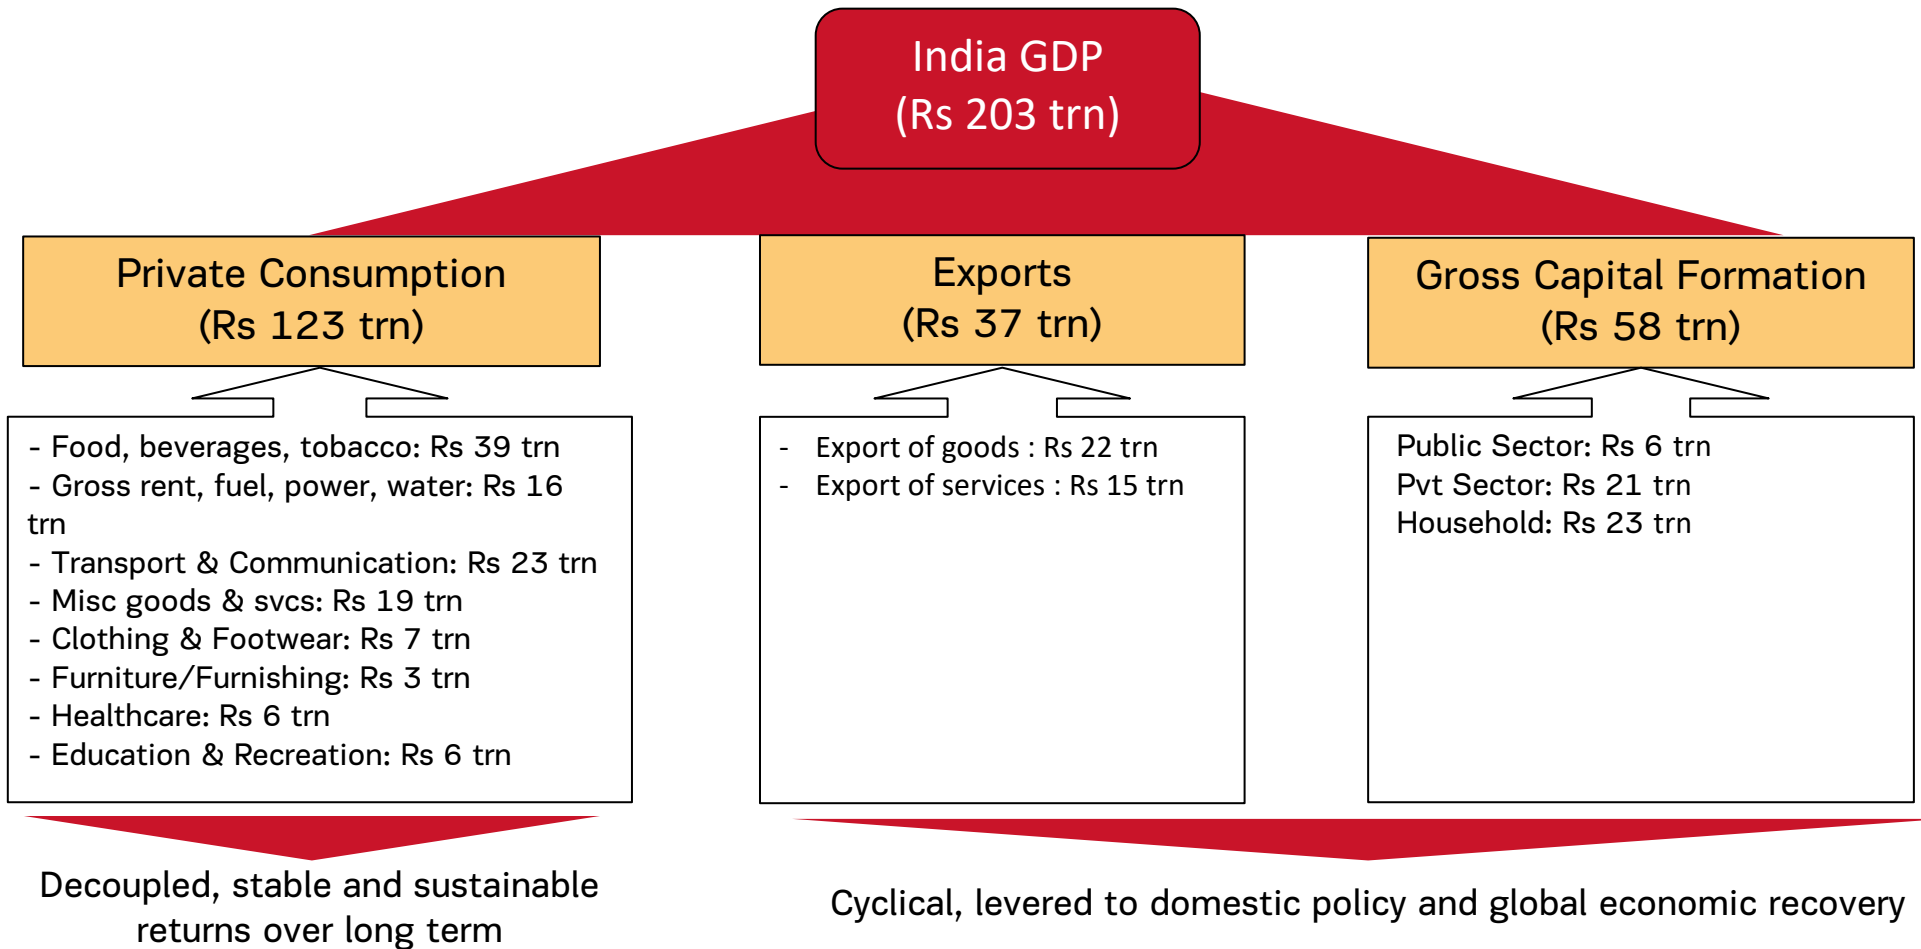 India GDP
(Rs 203 trn)
Private Consumption
(Rs 123 trn)
- Food, beverages, tobacco: Rs 39 trn
- Gross rent, fuel, power, water: Rs 16
trn
- Transport & Communication: Rs 23 trn
- Misc goods & svcs: Rs 19 trn
- Clothing & Footwear: Rs 7 trn
- Furniture/Furnishing: Rs 3 trn
- Healthcare: Rs 6 trn
- Education & Recreation: Rs 6 trn
Decoupled, stable and sustainable
returns over long term
Exports
(Rs 37 trn)
- Export of goods : Rs 22 trn
- Export of services : Rs 15 trn
Gross Capital Formation
(Rs 58 trn)
Public Sector: Rs 6 trn
Pvt Sector: Rs 21 trn
Household: Rs 23 trn
Cyclical, levered to domestic policy and global economic recovery